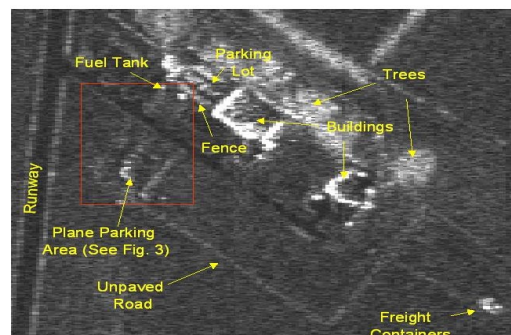 Fuel Tank
Parking
Lot
Trees
Buildings
Fence
Runway
Plane Parking
Area (See Fig. 3)
Unpaved
Road
Freight
Containers